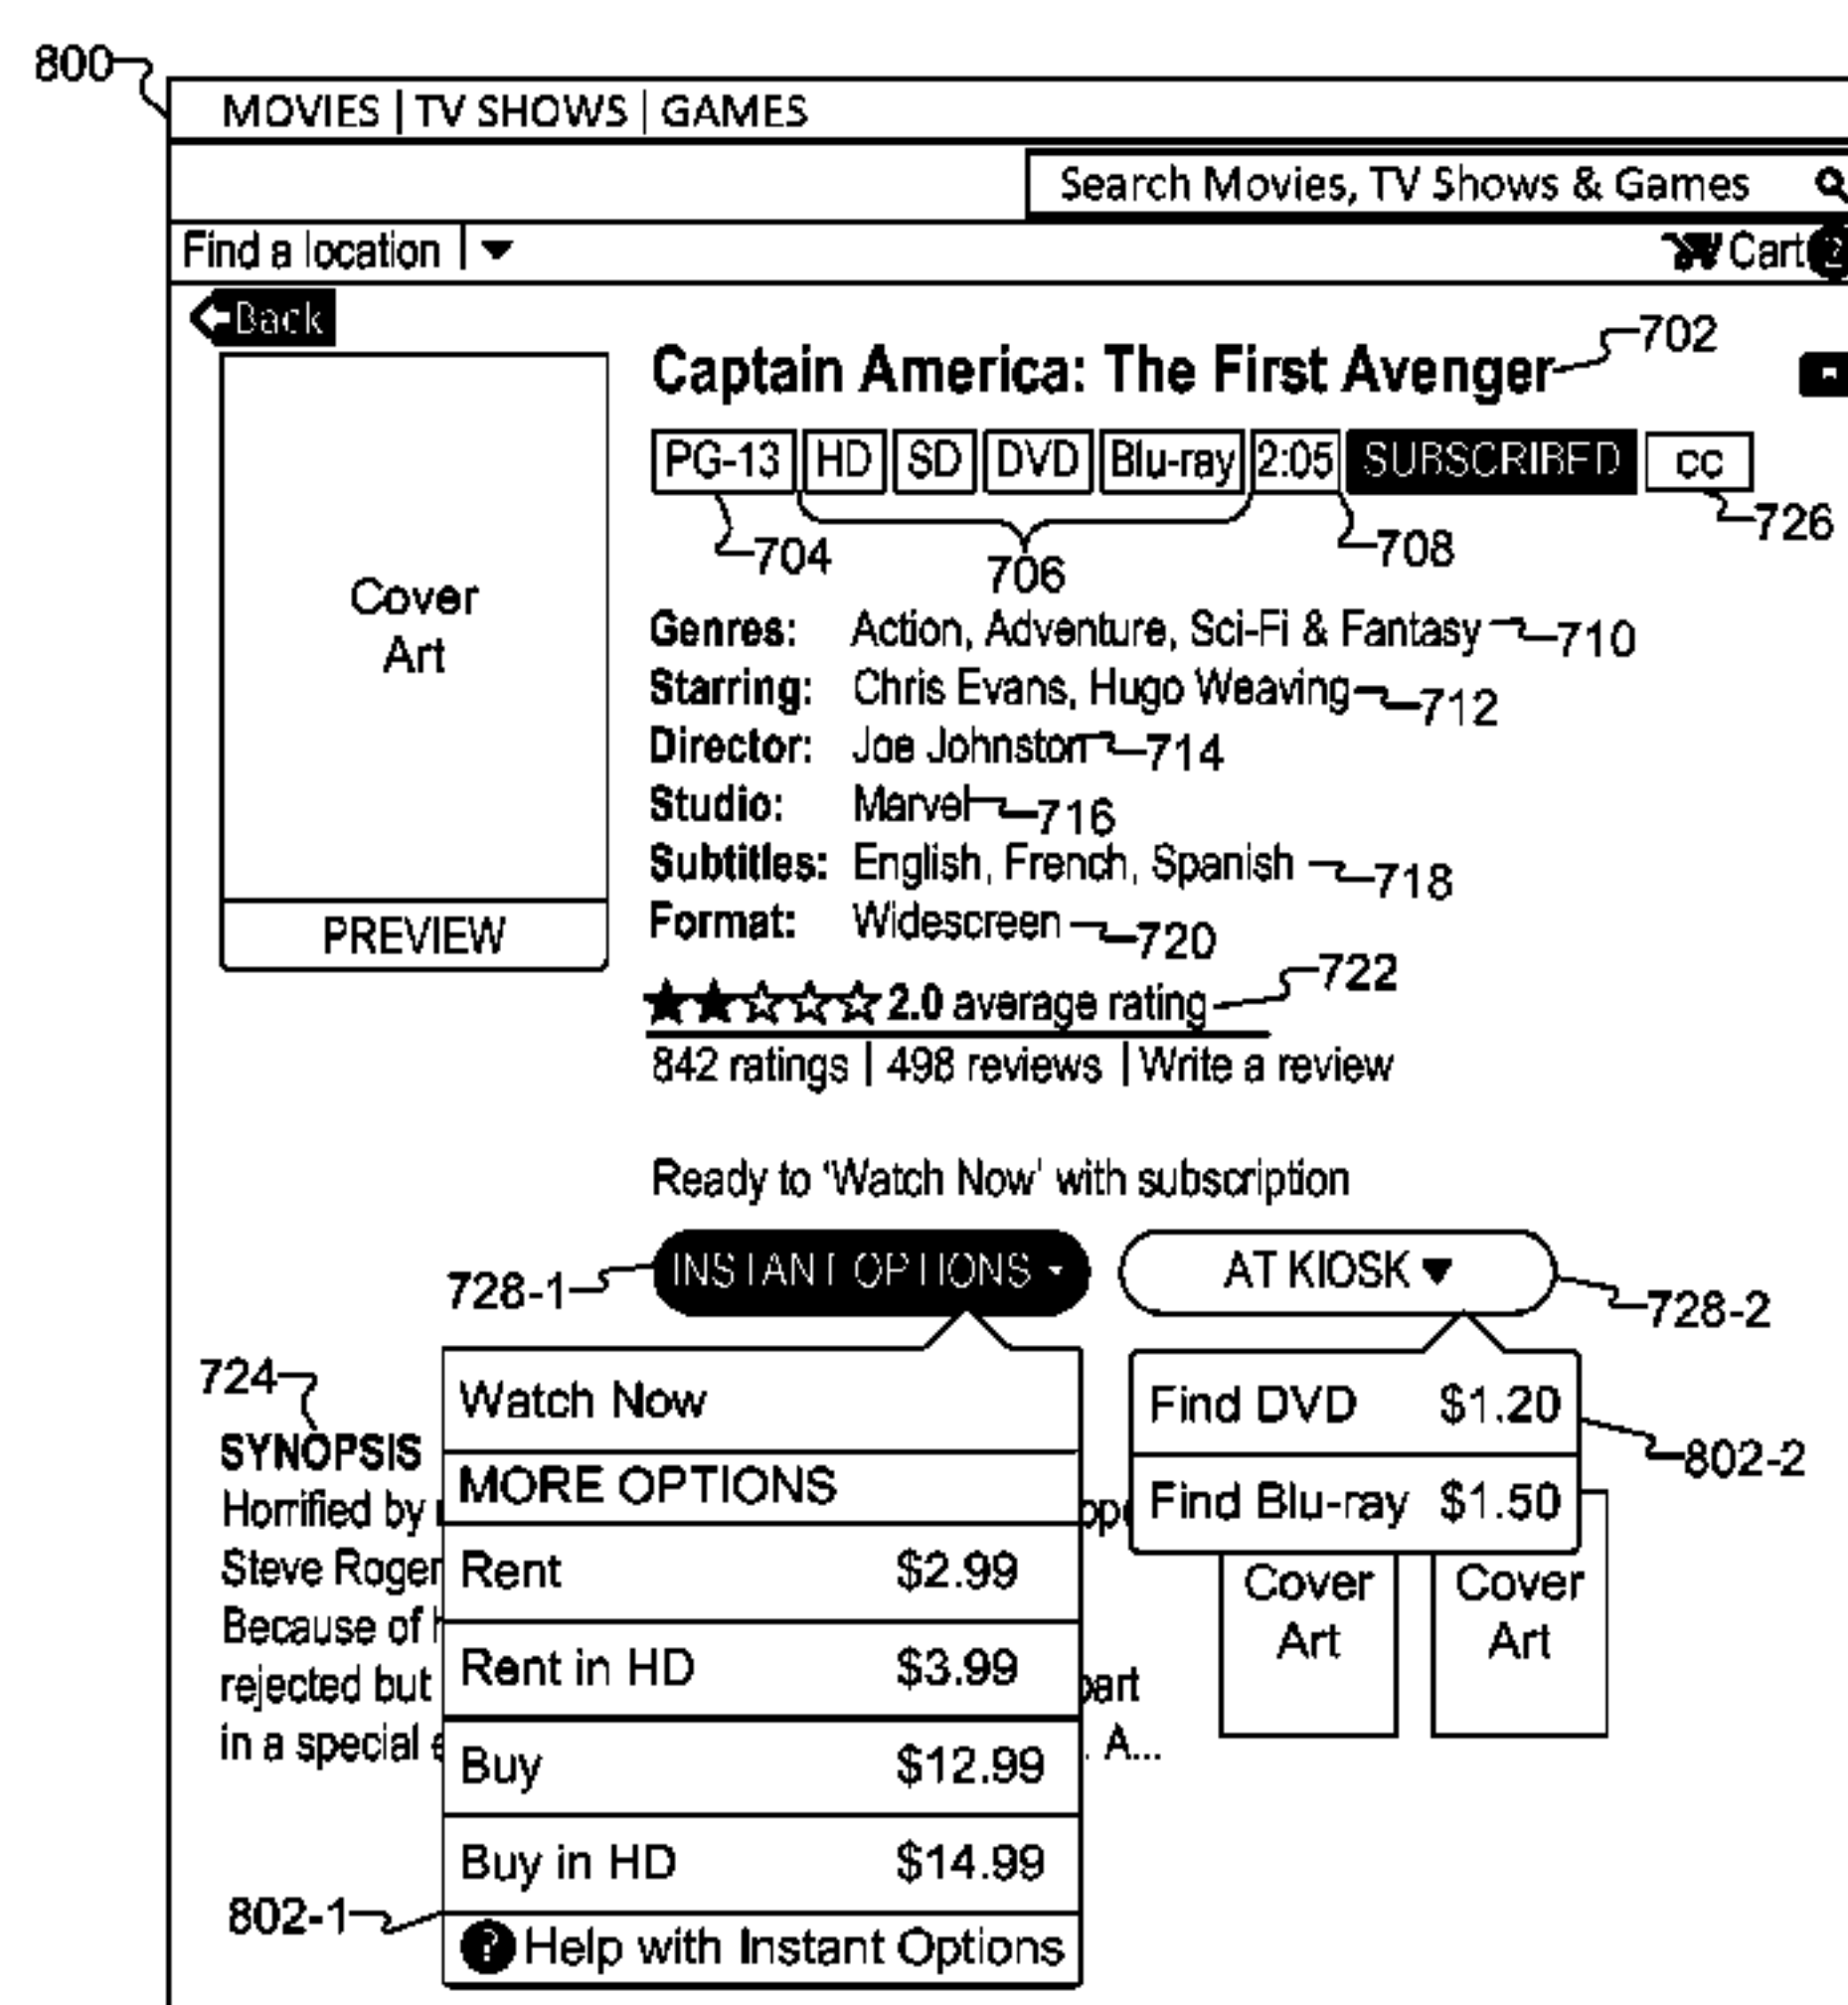 800
MOVIES | TV SHOWS | GAMES
Search Movies, TV Shows & Games
Find a location
Cart
Back
Captain America: The First Avenger 702
PG-13 HD SD DVD Blu-ray 2:05 SUBSCRIBED cc
704 706 708 726
Cover
Art
PREVIEW
Genres: Action, Adventure, Sci-Fi & Fantasy 710
Starring: Chris Evans, Hugo Weaving 712
Director: Joe Johnston 714
Studio: Marvel 716
Subtitles: English, French, Spanish 718
Format: Widescreen 720
2.0 average rating 722
842 ratings | 498 reviews | Write a review
Ready to 'Watch Now' with subscription
728-1 INSTANT OPTIONS AT KIOSK 728-2
724
SYNOPSIS
Horrified by
Steve Roger
Because of
rejected but part
in a special . A...
Watch Now
MORE OPTIONS
Rent $2.99
Rent in HD $3.99
Buy $12.99
Buy in HD $14.99
? Help with Instant Options
802-1
Find DVD $1.20
Find Blu-ray $1.50
802-2
Cover
Art
Cover
Art